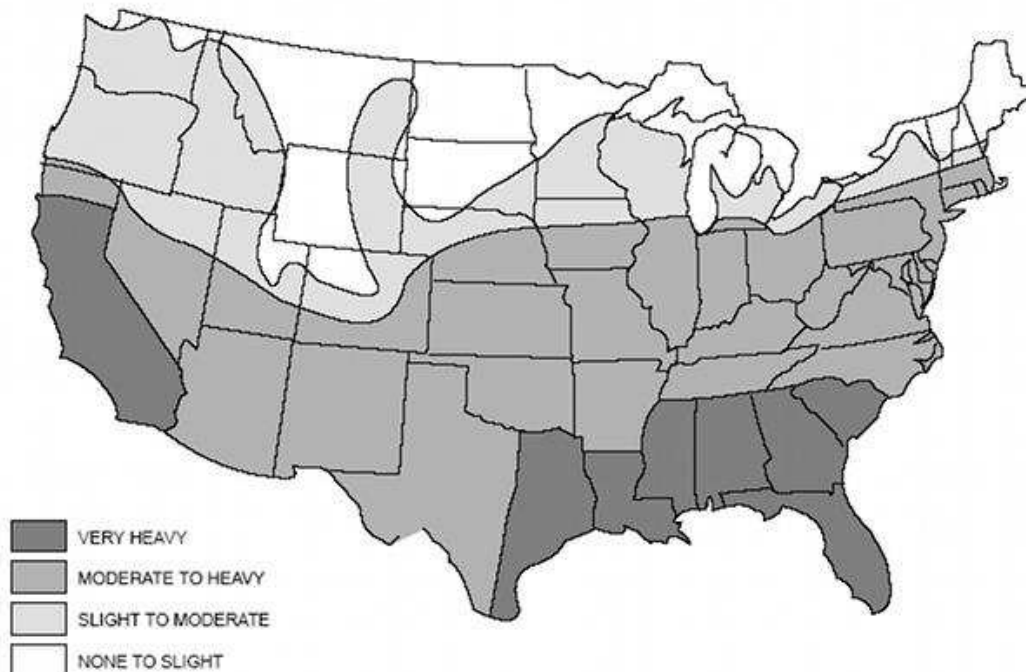 VERY HEAVY
MODERATE TO HEAVY
SLIGHT TO MODERATE
NONE TO SLIGHT